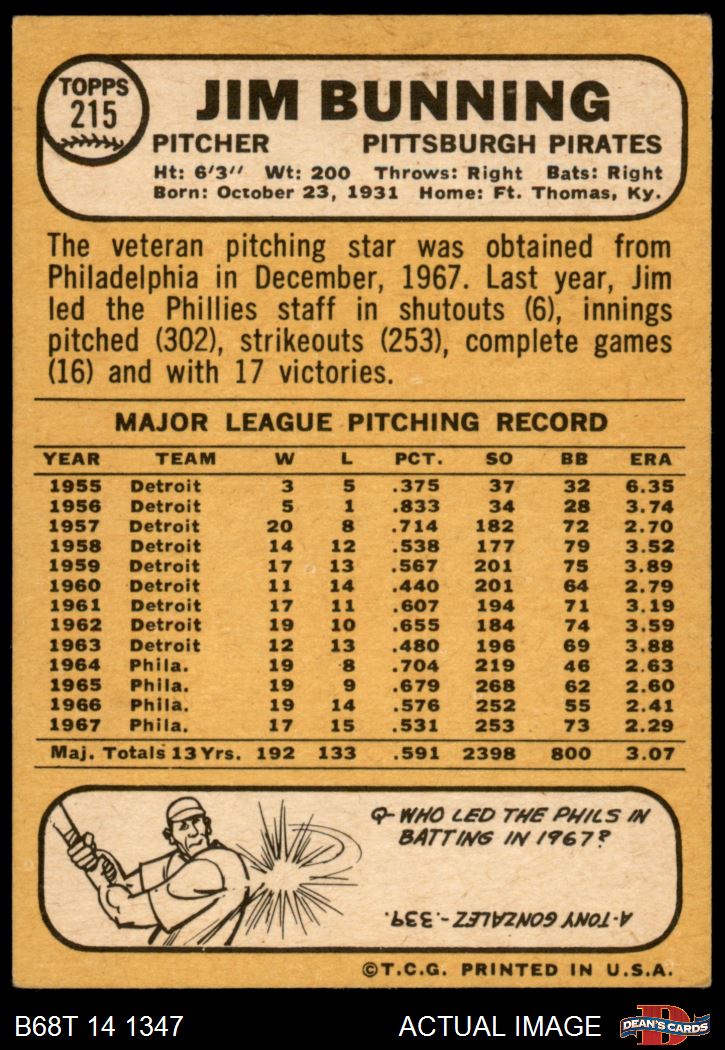 TOPPS
215
JIM BUNNING
PITCHER PITTSBURGH PIRATES
Ht: 6'3" Wt: 200 Throws: Right Bats: Right
Born: October 23, 1931 Home: Ft. Thomas, Ky.
The veteran pitching star was obtained from
Philadelphia in December, 1967. Last year, Jim
led the Phillies staff in shutouts (6), innings
pitched (302), strikeouts (253), complete games
(16) and with 17 victories.
MAJOR LEAGUE PITCHING RECORD
YEAR TEAM W L PCT. SO BB ERA
1955 Detroit 3 5 .375 37 32 6.35
1956 Detroit 5 1 .833 34 28 3.74
1957 Detroit 20 8 .714 182 72 2.70
1958 Detroit 14 12 .538 177 79 3.52
1959 Detroit 17 13 .567 201 75 3.89
1960 Detroit 11 14 .440 201 64 2.79
1961 Detroit 17 11 .607 194 71 3.19
1962 Detroit 19 10 .655 184 74 3.59
1963 Detroit 12 13 .480 196 69 3.88
1964 Phila. 19 8 .704 219 46 2.63
1965 Phila. 19 9 .679 268 62 2.60
1966 Phila. 19 14 .576 252 55 2.41
1967 Phila. 17 15 .531 253 73 2.29
Maj. Totals 13 Yrs. 192 133 .591 2398 800 3.07
Q- WHO LED THE PHILS IN
BATTING IN 1967?
A-TONY GONZALEZ-.339.
©T.C.G. PRINTED IN U.S.A.
B68T 14 1347 ACTUAL IMAGE DEAN'S CARDS